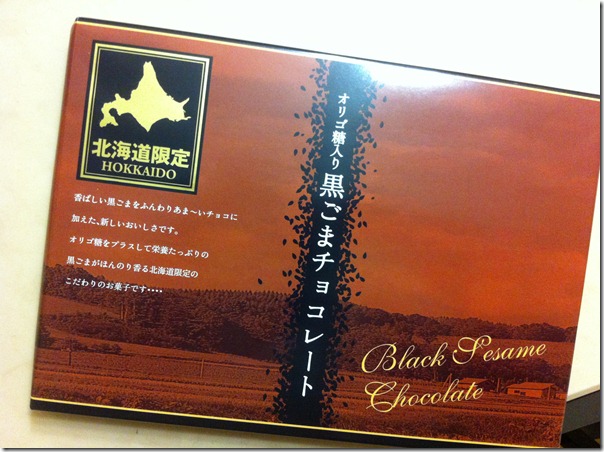 北海道限定
HOKKAIDO
香ばしい黒ごまをふんわりあま〜いチョコに
加えた、新しいおいしさです。
オリゴ糖をプラスして栄養たっぷりの
黒ごまがほんのり香る北海道限定の
こだわりのお菓子です・・・・
オリゴ糖入り黒ごまチョコレート
Black Sesame
Chocolate